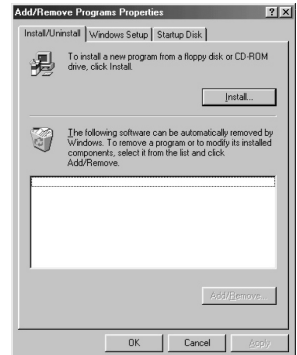 Add/Remove Programs Properties
Install/Uninstall Windows Setup Startup Disk
To install a new program from a floppy disk or CD-ROM
drive, click Install.
Install...
The following software can be automatically removed by
Windows. To remove a program or to modify its installed
components, select it from the list and click
Add/Remove.
Add/Remove...
OK Cancel Apply